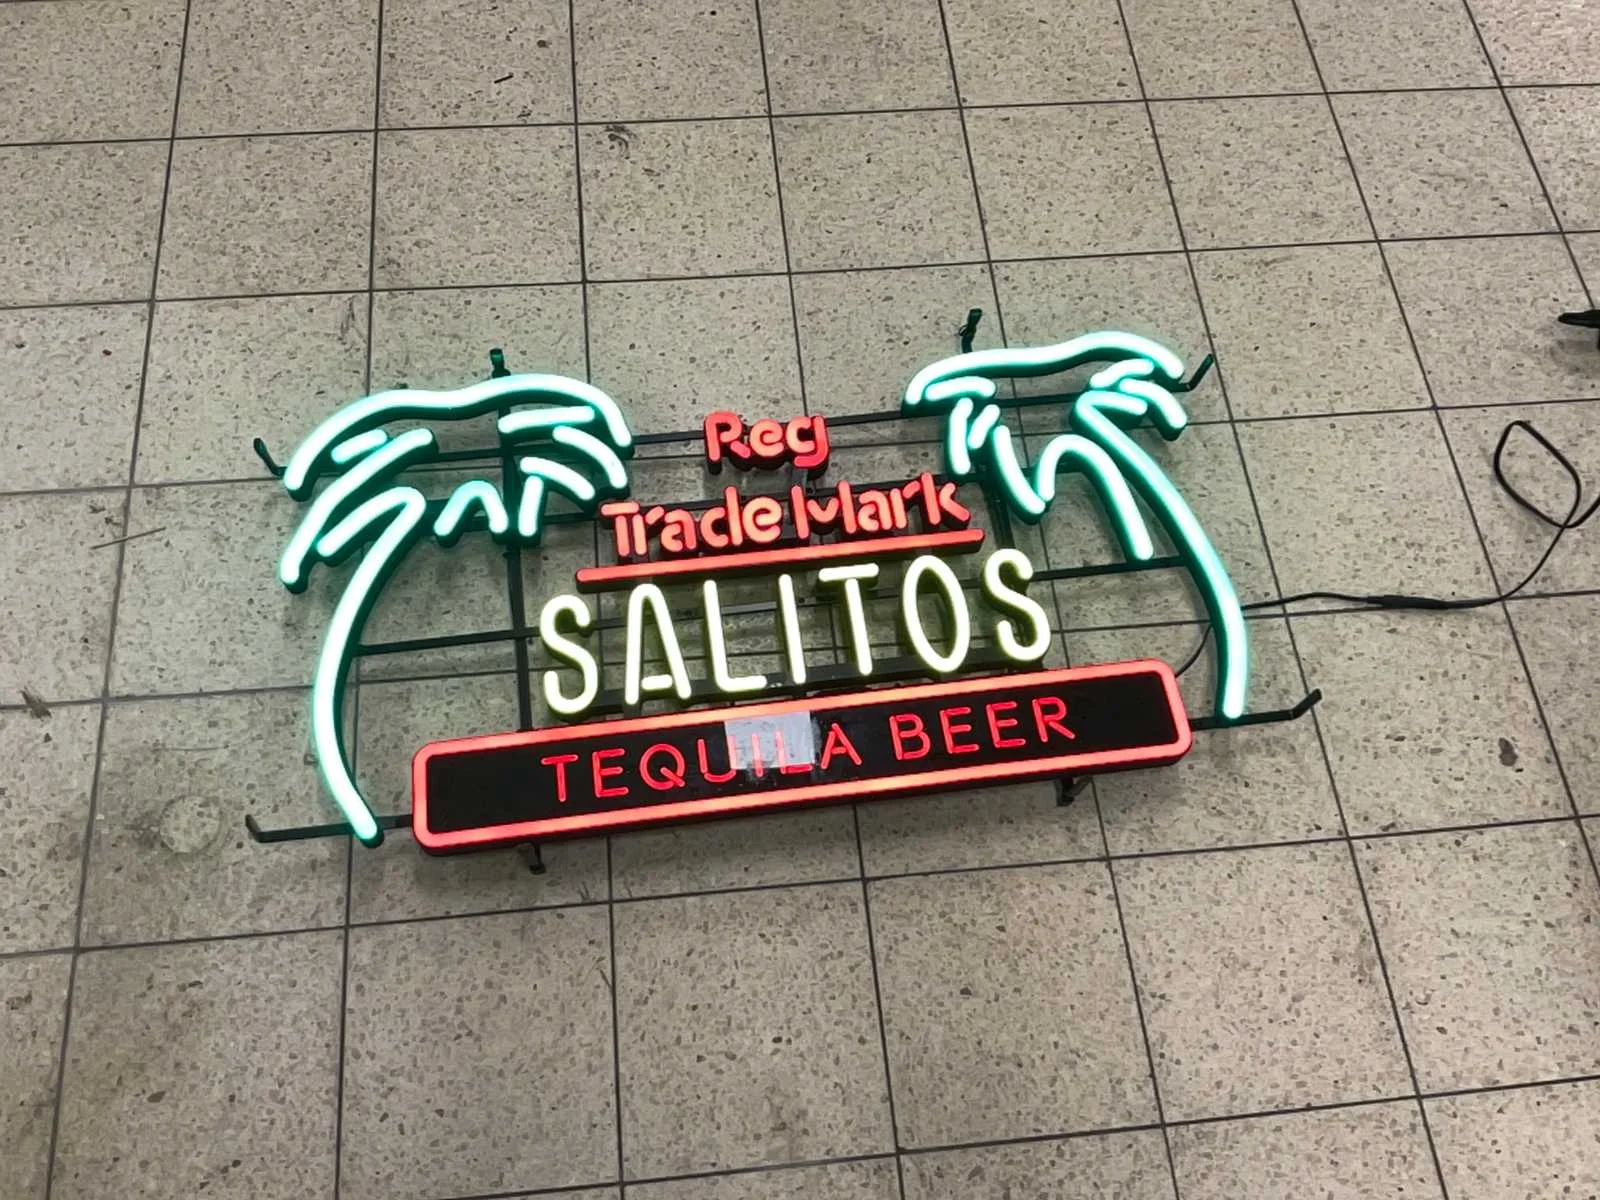 Reg
Trade Mark
SALITOS
TEQUILA BEER